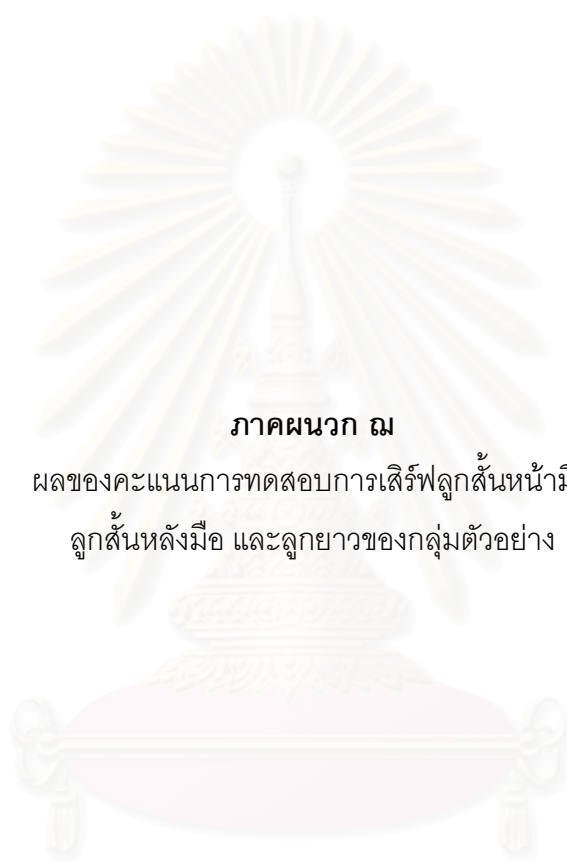 ภาคผนวก ฌ
ผลของคะแนนการทดสอบการเสิร์ฟลูกสั้นหน้ามื
ลูกสั้นหลังมือ และลูกยาวของกลุ่มตัวอย่าง